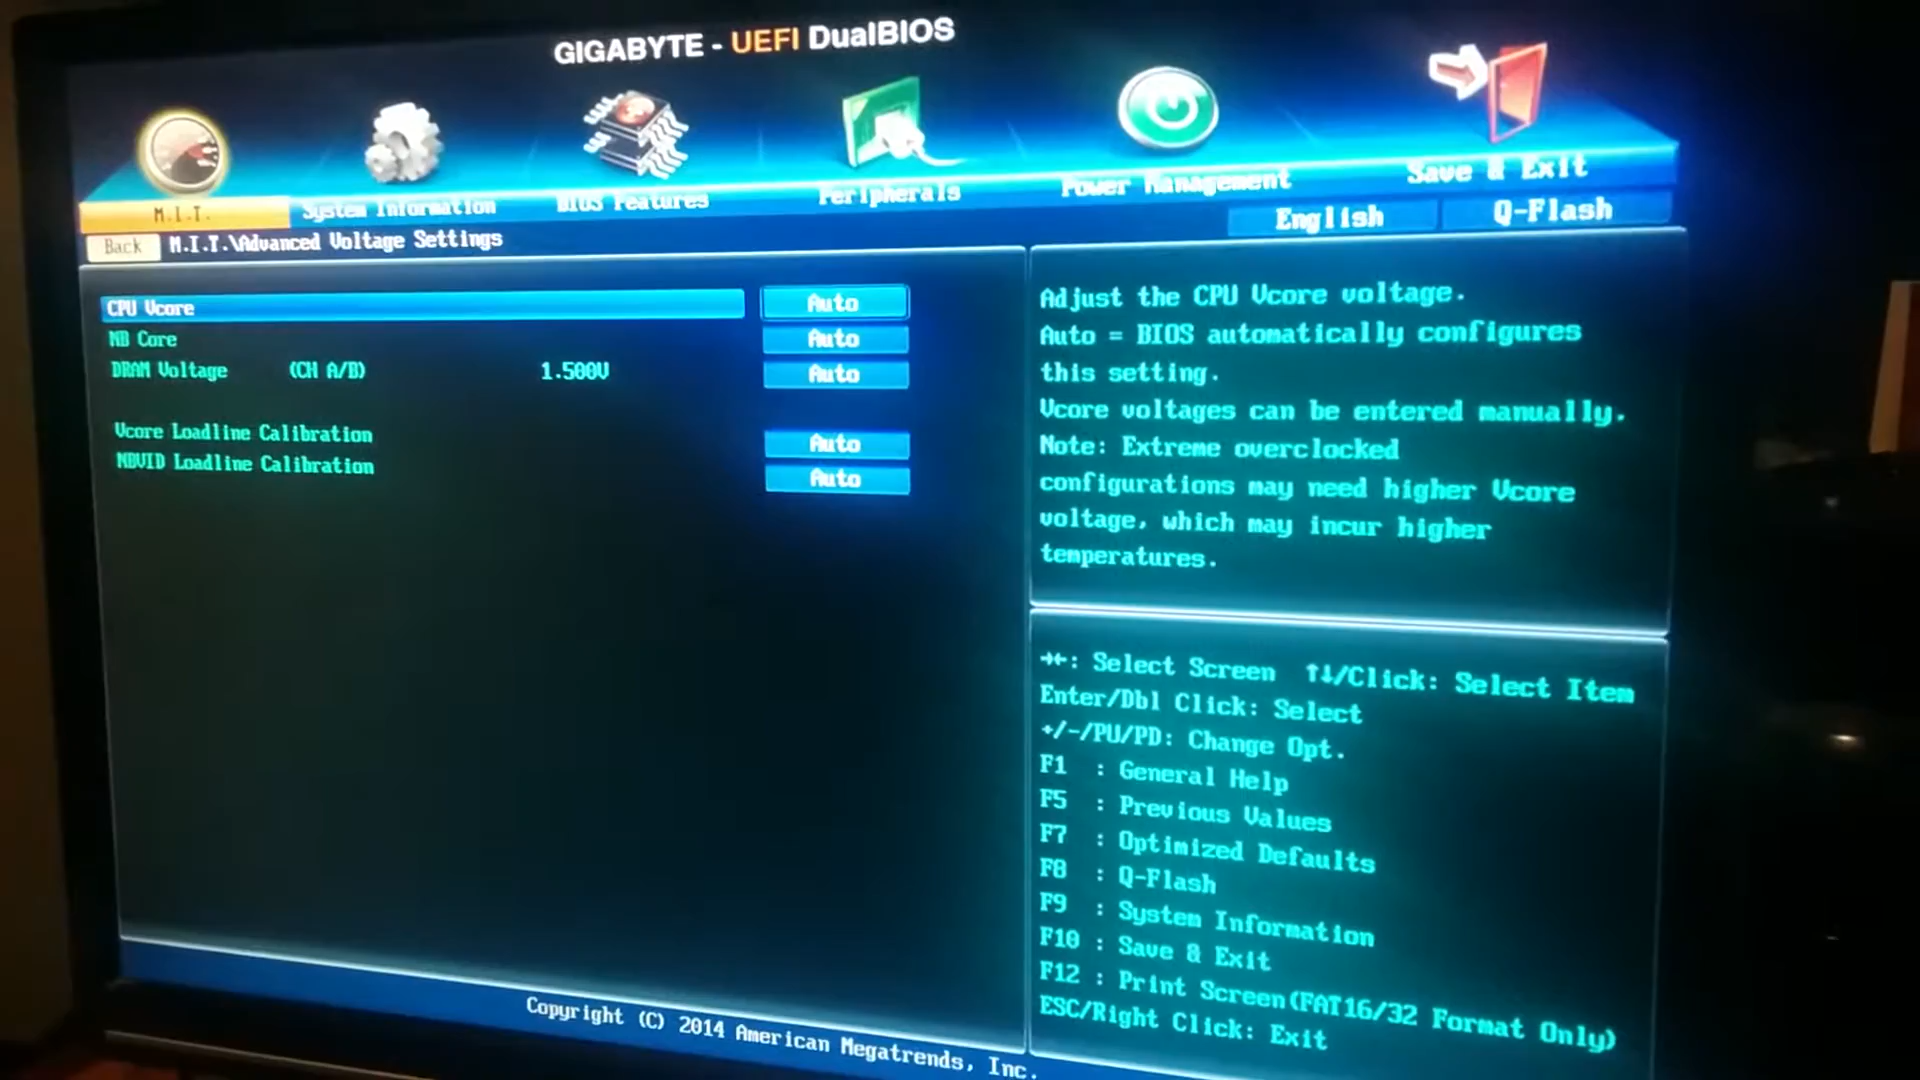 GIGABYTE - UEFI DualBIOS
M.I.T.
System Information
BIOS Features
Peripherals
Power Management
Save & Exit
English
Q-Flash
Back
M.I.T.\Advanced Voltage Settings
CPU Vcore Auto
NB Core Auto
DRAM Voltage (CH A/B) 1.500V Auto
Vcore Loadline Calibration Auto
NBVID Loadline Calibration Auto
Adjust the CPU Vcore voltage.
Auto = BIOS automatically configures
this setting.
Vcore voltages can be entered manually.
Note: Extreme overclocked
configurations may need higher Vcore
voltage, which may incur higher
temperatures.
→←: Select Screen ↑↓/Click: Select Item
Enter/Dbl Click: Select
+/-/PU/PD: Change Opt.
F1 : General Help
F5 : Previous Values
F7 : Optimized Defaults
F8 : Q-Flash
F9 : System Information
F10 : Save & Exit
F12 : Print Screen(FAT16/32 Format Only)
ESC/Right Click: Exit
Copyright (C) 2014 American Megatrends, Inc.